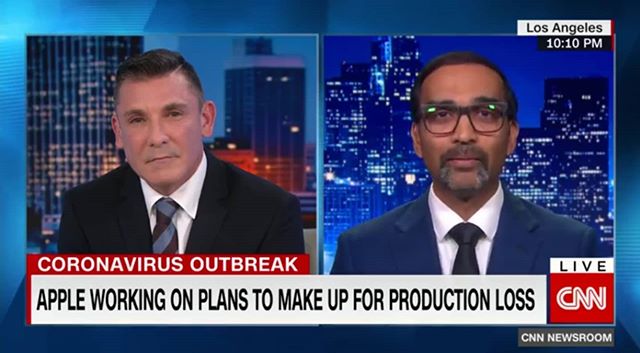 Los Angeles
10:10 PM
CORONAVIRUS OUTBREAK
APPLE WORKING ON PLANS TO MAKE UP FOR PRODUCTION LOSS
LIVE
CNN
CNN NEWSROOM